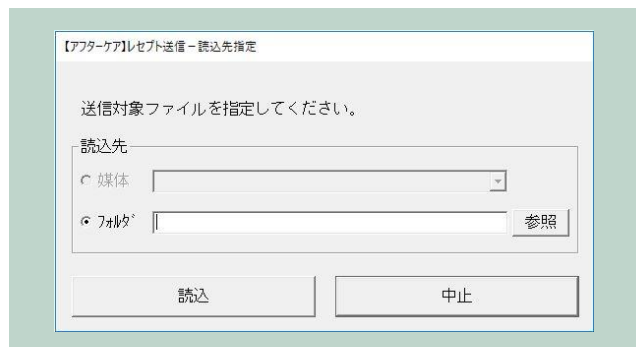 【アフターケア】レセプト送信－読込先指定
送信対象ファイルを指定してください。
読込先
媒体
フォルダ
参照
読込 中止